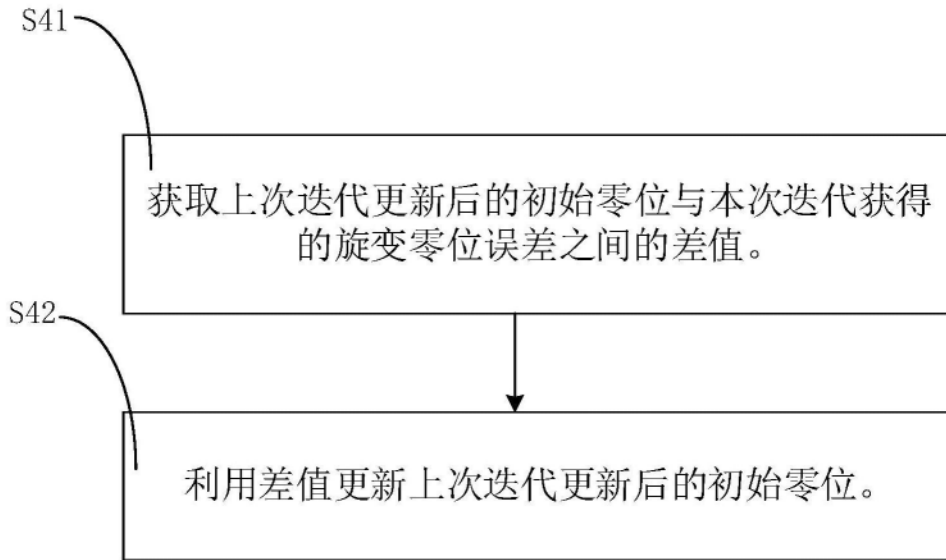 S41
获取上次迭代更新后的初始零位与本次迭代获得
的旋变零位误差之间的差值。
S42
利用差值更新上次迭代更新后的初始零位。